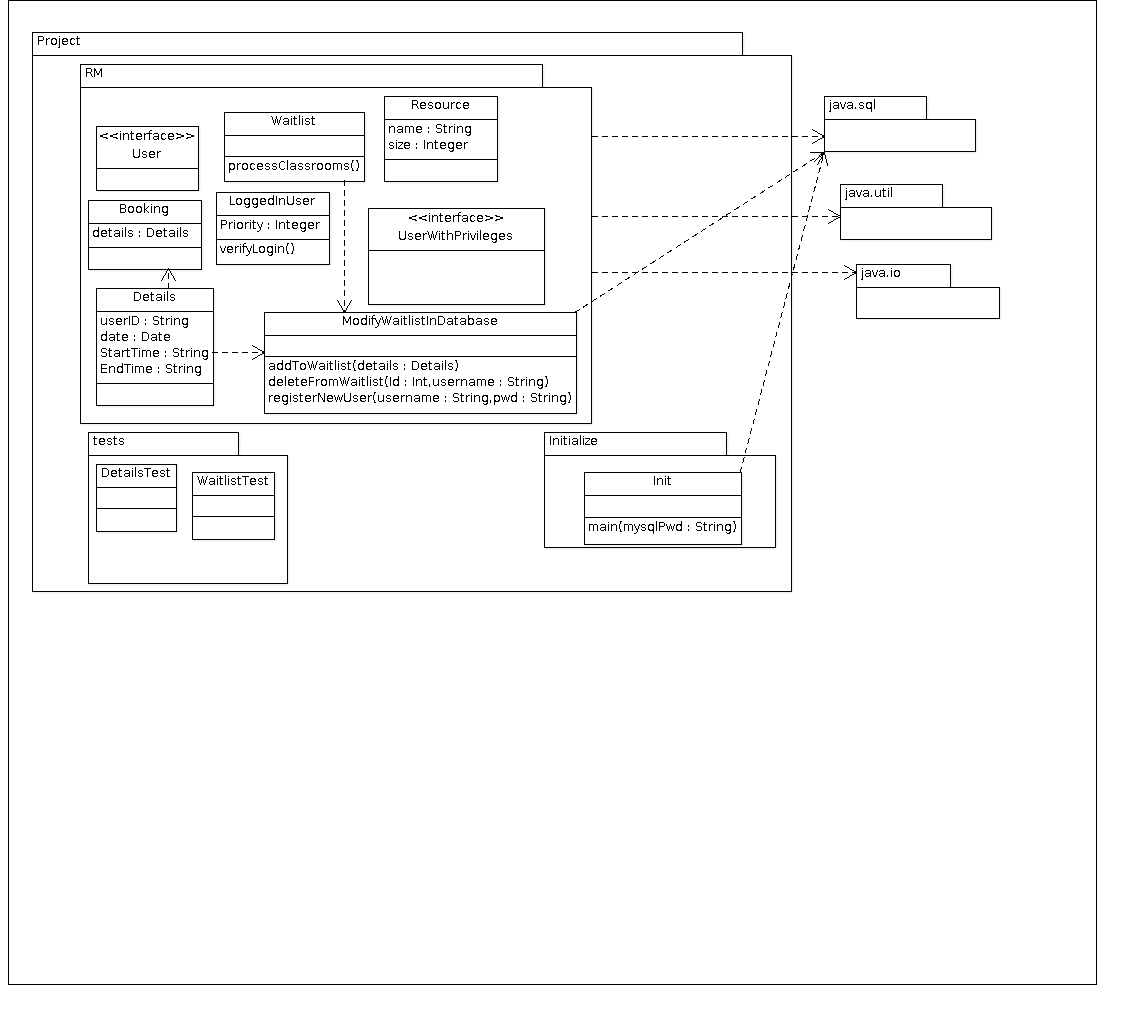 Project
RM
<<interface>>
User
Waitlist
processClassrooms()
Resource
name : String
size : Integer
Booking
details : Details
LoggedInUser
Priority : Integer
verifyLogin()
<<interface>>
UserWithPrivileges
Details
userID : String
date : Date
StartTime : String
EndTime : String
ModifyWaitlistInDatabase
addToWaitlist(details : Details)
deleteFromWaitlist(Id : Int,username : String)
registerNewUser(username : String,pwd : String)
java.sql
java.util
java.io
tests
DetailsTest
WaitlistTest
Initialize
Init
main(mysqlPwd : String)